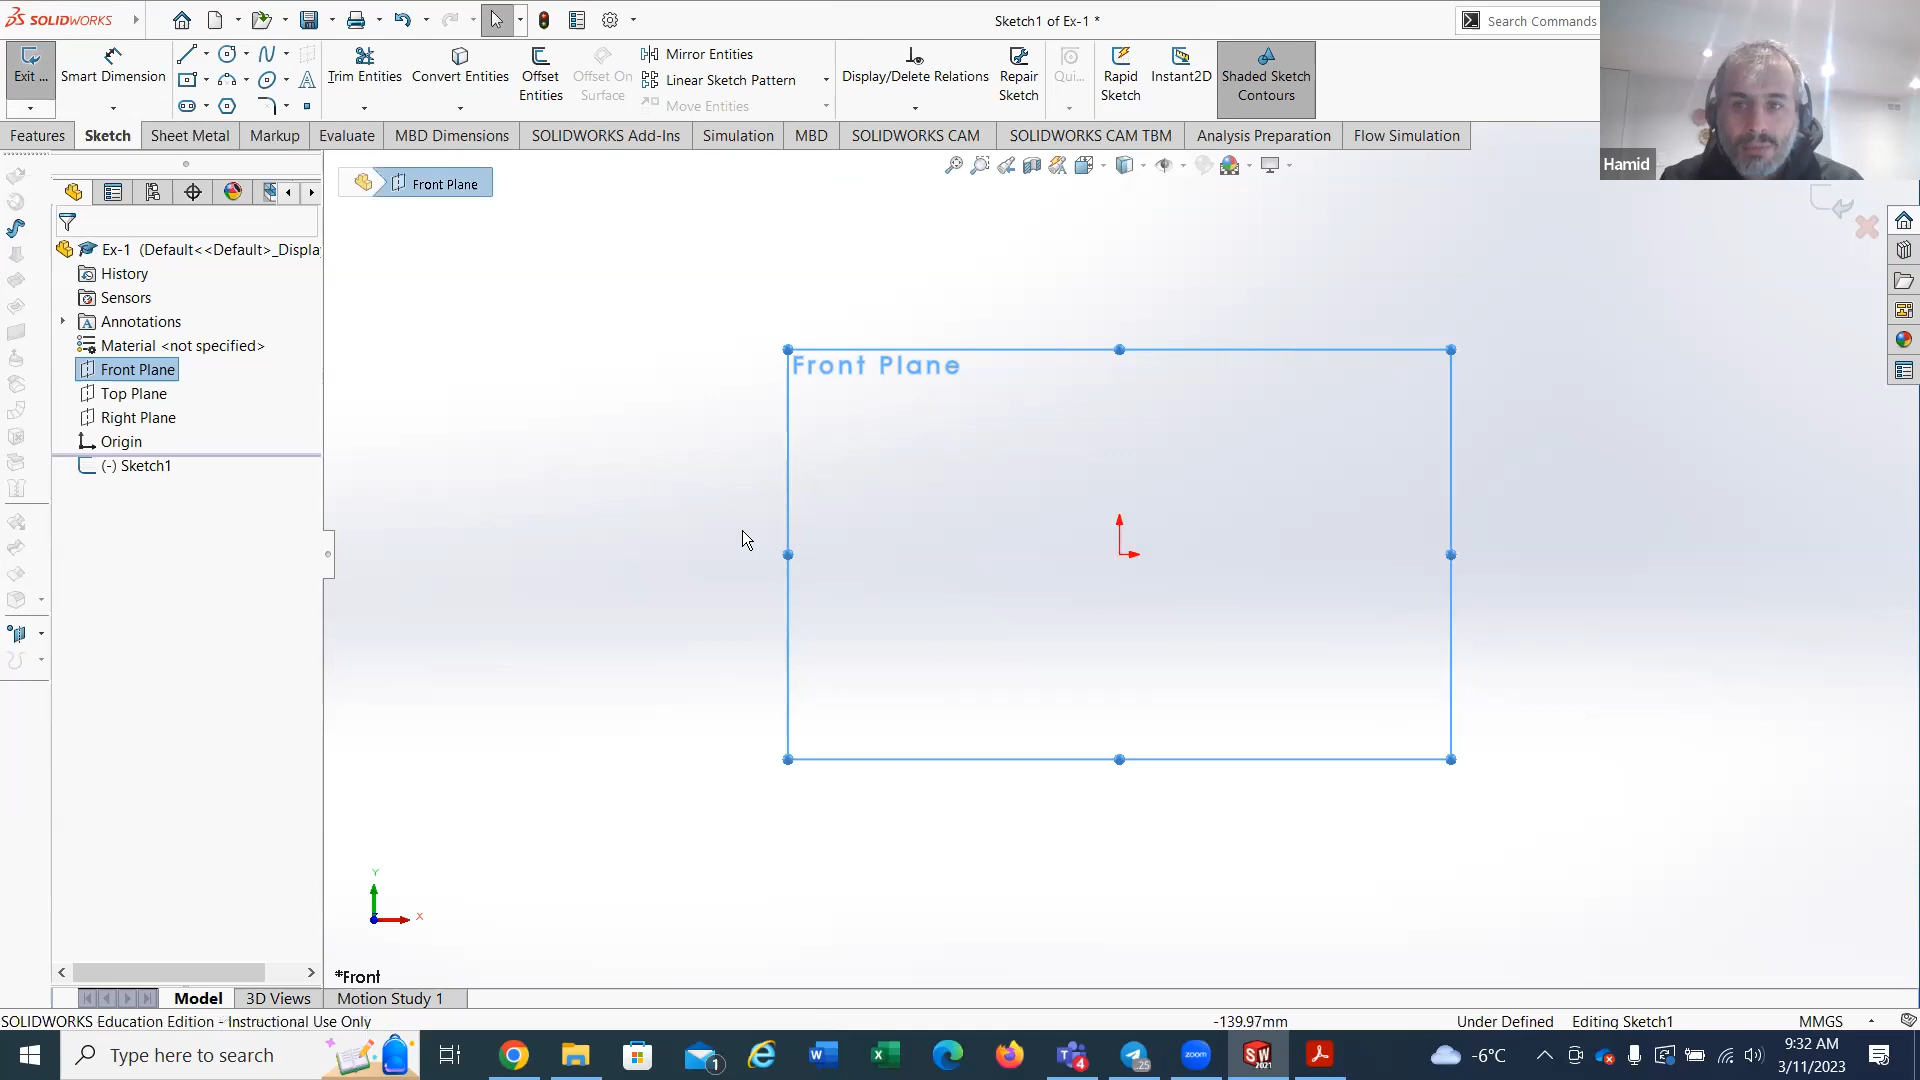 SOLIDWORKS
Sketch1 of Ex-1 *
Search Commands
Exit ...
Smart Dimension
Trim Entities
Convert Entities
Offset
Entities
Offset On
Surface
Mirror Entities
Linear Sketch Pattern
Move Entities
Display/Delete Relations
Repair
Sketch
Qui...
Rapid
Sketch
Instant2D
Shaded Sketch
Contours
Features
Sketch
Sheet Metal
Markup
Evaluate
MBD Dimensions
SOLIDWORKS Add-Ins
Simulation
MBD
SOLIDWORKS CAM
SOLIDWORKS CAM TBM
Analysis Preparation
Flow Simulation
Hamid
Front Plane
Ex-1 (Default<<Default>_Displa
History
Sensors
Annotations
Material <not specified>
Front Plane
Top Plane
Right Plane
Origin
(-) Sketch1
Front Plane
Y
X
*Front
Model
3D Views
Motion Study 1
SOLIDWORKS Education Edition - Instructional Use Only
-139.97mm
Under Defined
Editing Sketch1
MMGS
Type here to search
1
4
25
zoom
SW
2021
-6°C
9:32 AM
3/11/2023